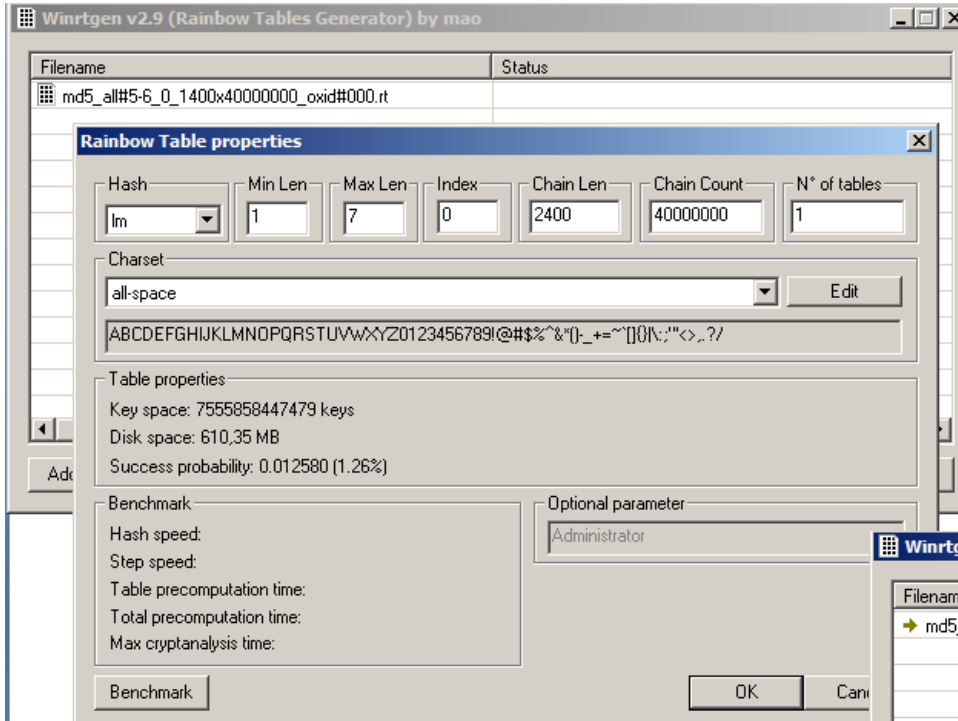 Winrtgen v2.9 (Rainbow Tables Generator) by mao
Filename Status
md5_all#5-6_0_1400x40000000_oxid#000.rt
Rainbow Table properties
Hash Min Len Max Len Index Chain Len Chain Count N° of tables
lm 1 7 0 2400 40000000 1
Charset
all-space Edit
ABCDEFGHIJKLMNOPQRSTUVWXYZ0123456789!@#$%^&*()-_+=~`[]{}|\:;"'<>,.?/
Table properties
Key space: 7555858447479 keys
Disk space: 610,35 MB
Success probability: 0.012580 (1.26%)
Benchmark Optional parameter
Hash speed: Administrator
Step speed:
Table precomputation time:
Total precomputation time:
Max cryptanalysis time:
Benchmark OK